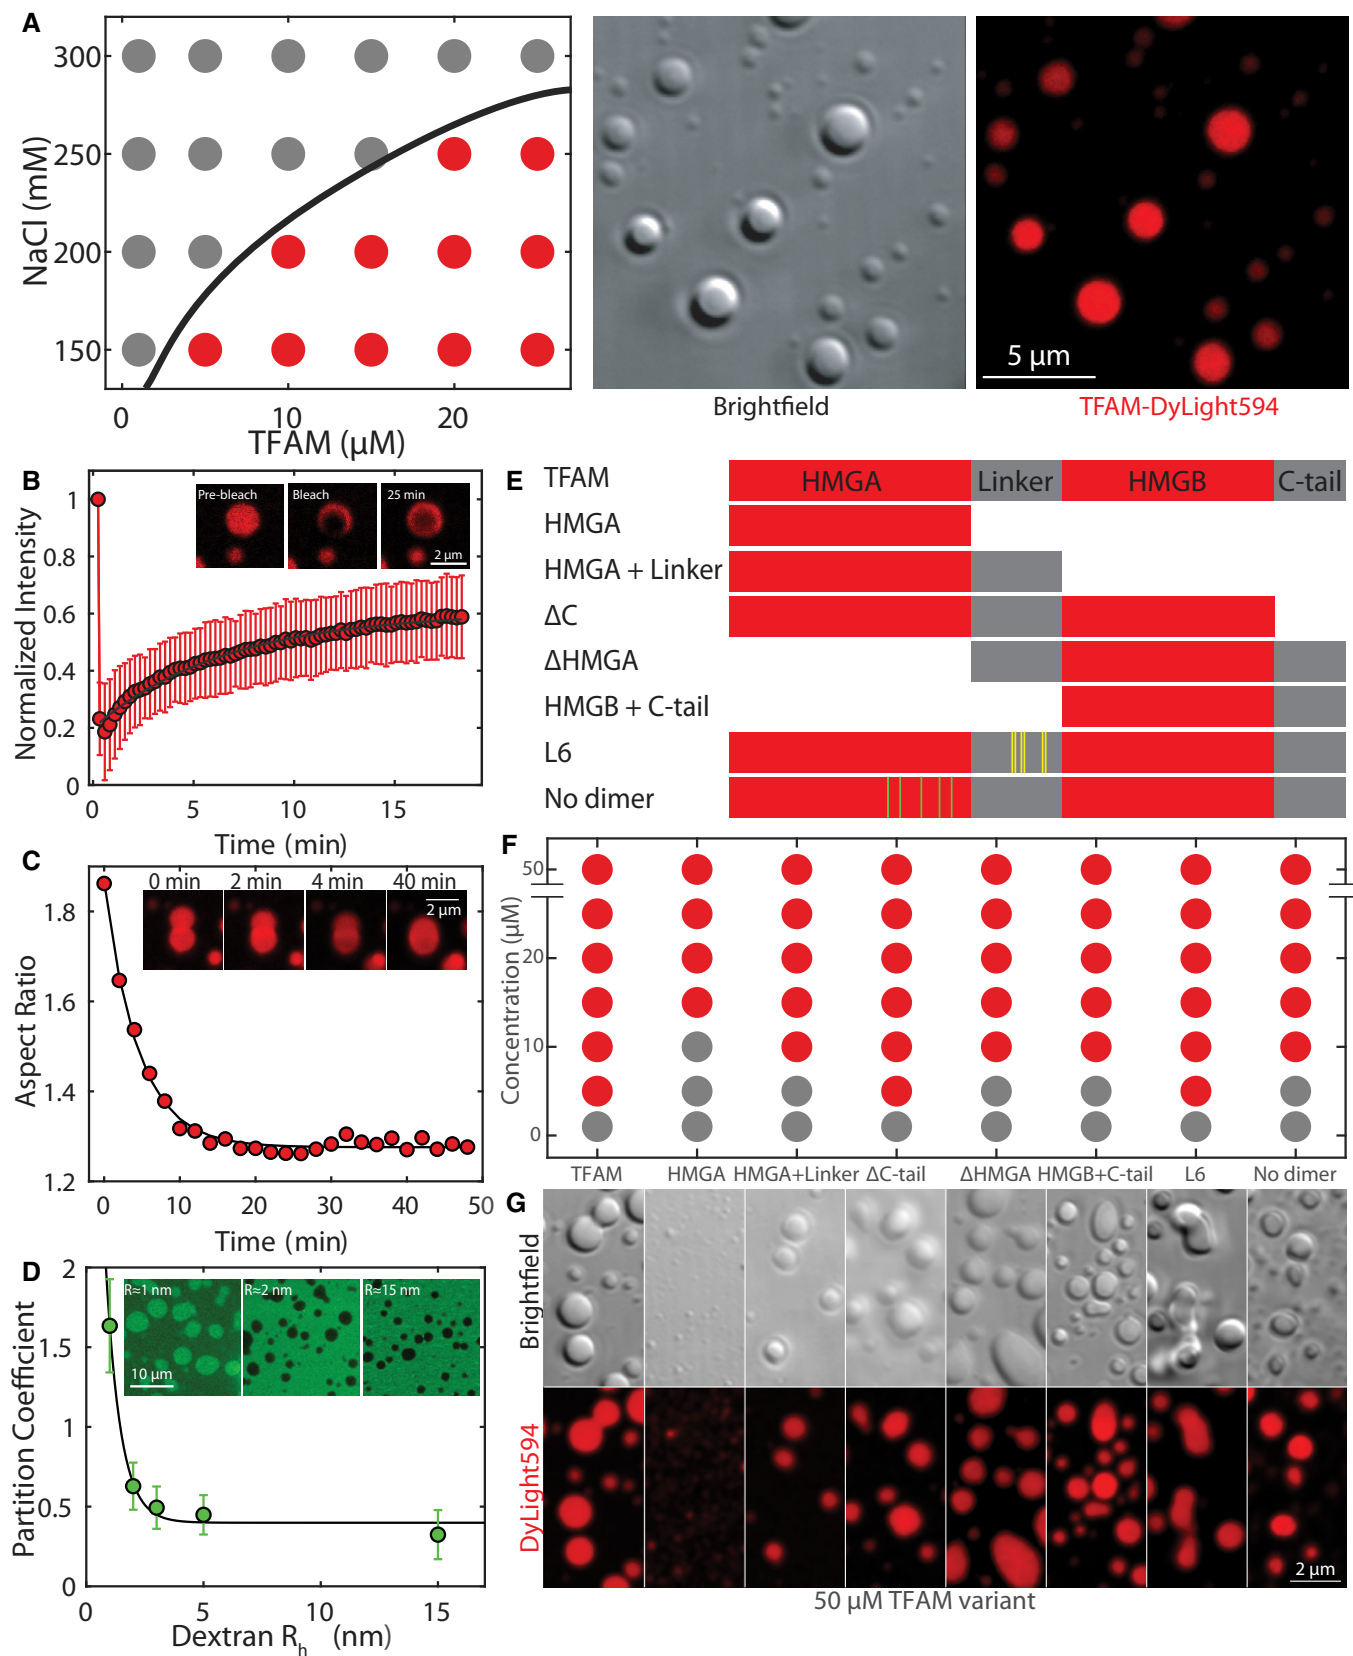 A
NaCl (mM)
300
250
200
150
0
10
20
TFAM (µM)
Brightfield
5 µm
TFAM-DyLight594
B
Normalized Intensity
1
0.8
0.6
0.4
0.2
0
Pre-bleach
Bleach
25 min
2 µm
0
5
10
15
Time (min)
C
Aspect Ratio
1.8
1.6
1.4
1.2
0 min
2 min
4 min
40 min
2 µm
0
10
20
30
40
50
Time (min)
D
Partition Coefficient
2
1.5
1
0.5
0
R≈1 nm
R≈2 nm
R≈15 nm
10 µm
0
5
10
15
Dextran Rh (nm)
E
TFAM
HMGA
Linker
HMGB
C-tail
HMGA
HMGA + Linker
ΔC
ΔHMGA
HMGB + C-tail
L6
No dimer
F
Concentration (µM)
50
20
10
0
TFAM
HMGA
HMGA+Linker
ΔC-tail
ΔHMGA
HMGB+C-tail
L6
No dimer
G
Brightfield
DyLight594
2 µm
50 µM TFAM variant